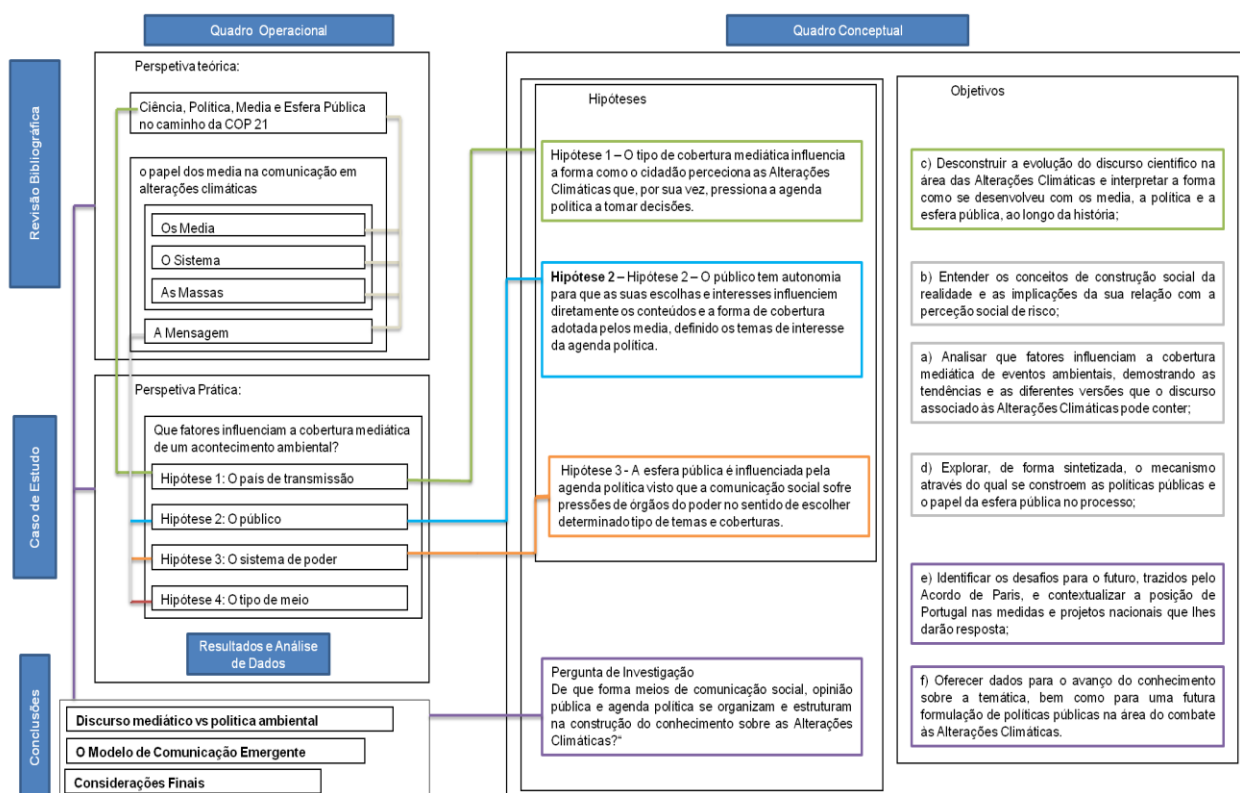 Quadro Operacional
Quadro Conceptual
Revisão Bibliográfica
Caso de Estudo
Conclusões
Perspetiva teórica:
Ciência, Política, Media e Esfera Pública
no caminho da COP 21
o papel dos media na comunicação em
alterações climáticas
Os Media
O Sistema
As Massas
A Mensagem
Perspetiva Prática:
Que fatores influenciam a cobertura mediática
de um acontecimento ambiental?
Hipótese 1: O país de transmissão
Hipótese 2: O público
Hipótese 3: O sistema de poder
Hipótese 4: O tipo de meio
Resultados e Análise
de Dados
Discurso mediático vs politica ambiental
O Modelo de Comunicação Emergente
Considerações Finais
Hipóteses
Hipótese 1 – O tipo de cobertura mediática influencia
a forma como o cidadão perceciona as Alterações
Climáticas que, por sua vez, pressiona a agenda
política a tomar decisões.
Hipótese 2 – Hipótese 2 – O público tem autonomia
para que as suas escolhas e interesses influenciem
diretamente os conteúdos e a forma de cobertura
adotada pelos media, definido os temas de interesse
da agenda política.
Hipótese 3 - A esfera pública é influenciada pela
agenda política visto que a comunicação social sofre
pressões de órgãos do poder no sentido de escolher
determinado tipo de temas e coberturas.
Pergunta de Investigação
De que forma meios de comunicação social, opinião
pública e agenda política se organizam e estruturam
na construção do conhecimento sobre as Alterações
Climáticas?“
Objetivos
c) Desconstruir a evolução do discurso científico na
área das Alterações Climáticas e interpretar a forma
como se desenvolveu com os media, a política e a
esfera pública, ao longo da história;
b) Entender os conceitos de construção social da
realidade e as implicações da sua relação com a
perceção social de risco;
a) Analisar que fatores influenciam a cobertura
mediática de eventos ambientais, demostrando as
tendências e as diferentes versões que o discurso
associado às Alterações Climáticas pode conter;
d) Explorar, de forma sintetizada, o mecanismo
através do qual se constroem as políticas públicas e
o papel da esfera pública no processo;
e) Identificar os desafios para o futuro, trazidos pelo
Acordo de Paris, e contextualizar a posição de
Portugal nas medidas e projetos nacionais que lhes
darão resposta;
f) Oferecer dados para o avanço do conhecimento
sobre a temática, bem como para uma futura
formulação de políticas públicas na área do combate
às Alterações Climáticas.